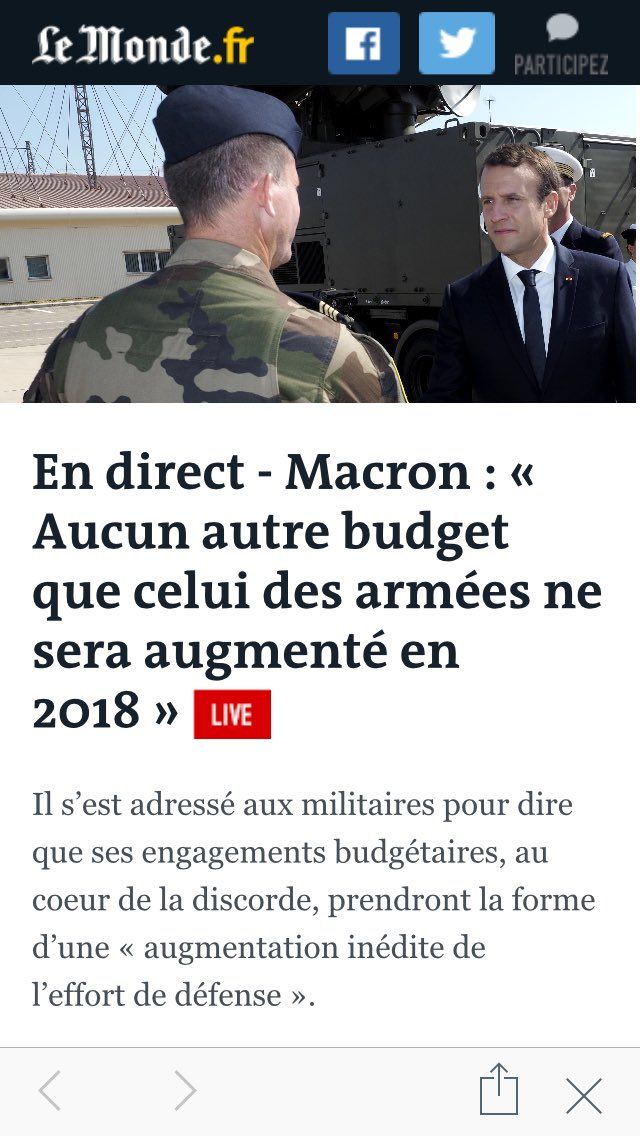 Le Monde.fr
PARTICIPEZ
En direct - Macron : «
Aucun autre budget
que celui des armées ne
sera augmenté en
2018 » LIVE
Il s’est adressé aux militaires pour dire
que ses engagements budgétaires, au
coeur de la discorde, prendront la forme
d’une « augmentation inédite de
l’effort de défense ».